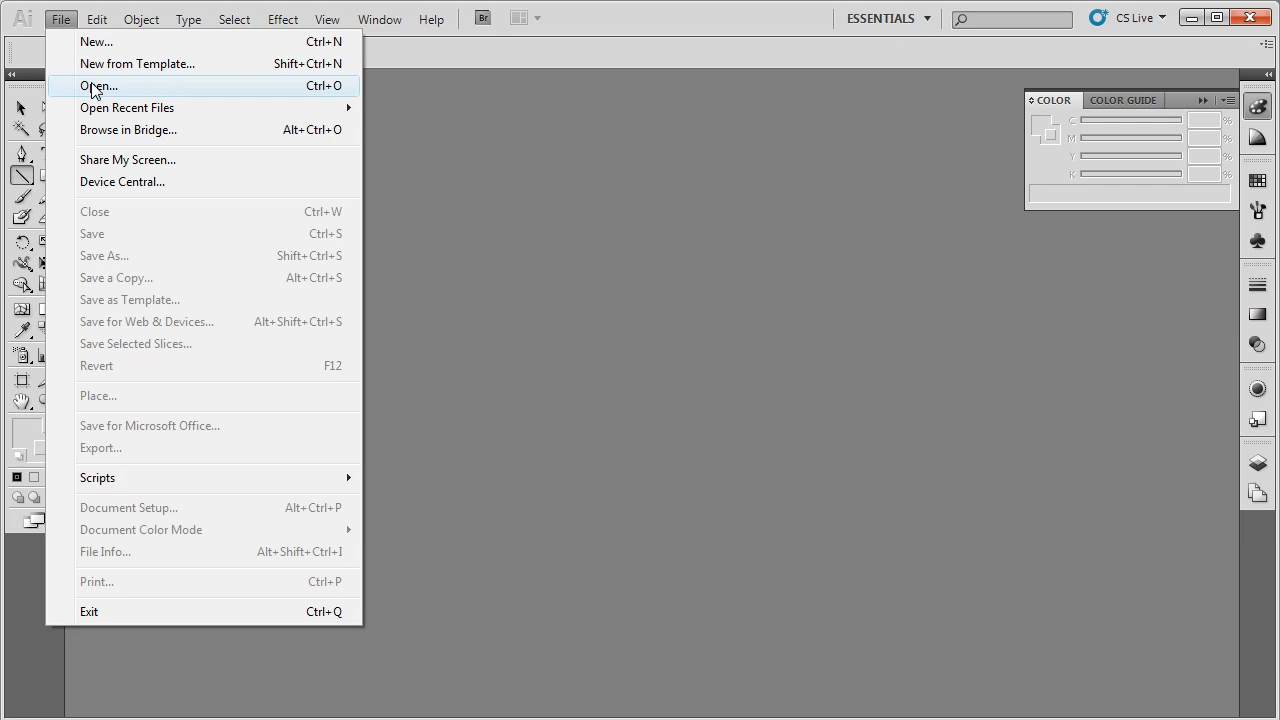 Ai File Edit Object Type Select Effect View Window Help Br ESSENTIALS CS Live
New... Ctrl+N
New from Template... Shift+Ctrl+N
Open... Ctrl+O
Open Recent Files
Browse in Bridge... Alt+Ctrl+O
Share My Screen...
Device Central...
Close Ctrl+W
Save Ctrl+S
Save As... Shift+Ctrl+S
Save a Copy... Alt+Ctrl+S
Save as Template...
Save for Web & Devices... Alt+Shift+Ctrl+S
Save Selected Slices...
Revert F12
Place...
Save for Microsoft Office...
Export...
Scripts
Document Setup... Alt+Ctrl+P
Document Color Mode
File Info... Alt+Shift+Ctrl+I
Print... Ctrl+P
Exit Ctrl+Q
COLOR COLOR GUIDE
C %
M %
Y %
K %